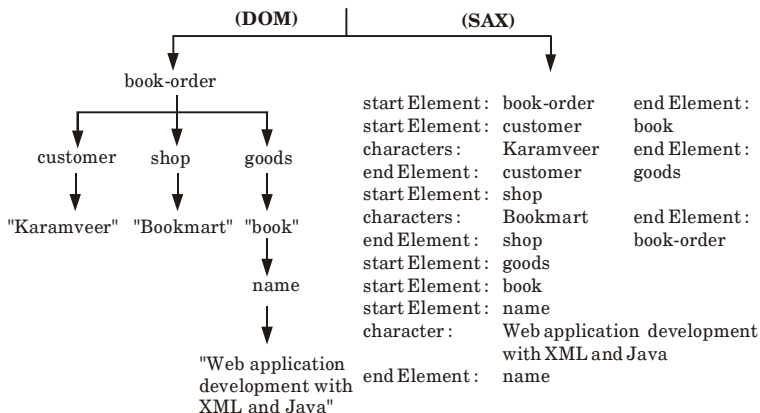 (DOM)
(SAX)
book-order
customer
shop
goods
"Karamveer"
"Bookmart"
"book"
name
"Web application
development with
XML and Java"
start Element : book-order
start Element : customer
characters : Karamveer
end Element : customer
start Element : shop
characters : Bookmart
end Element : shop
start Element : goods
start Element : book
start Element : name
character : Web application development
with XML and Java
end Element : name
end Element :
book
end Element :
goods
end Element :
book-order